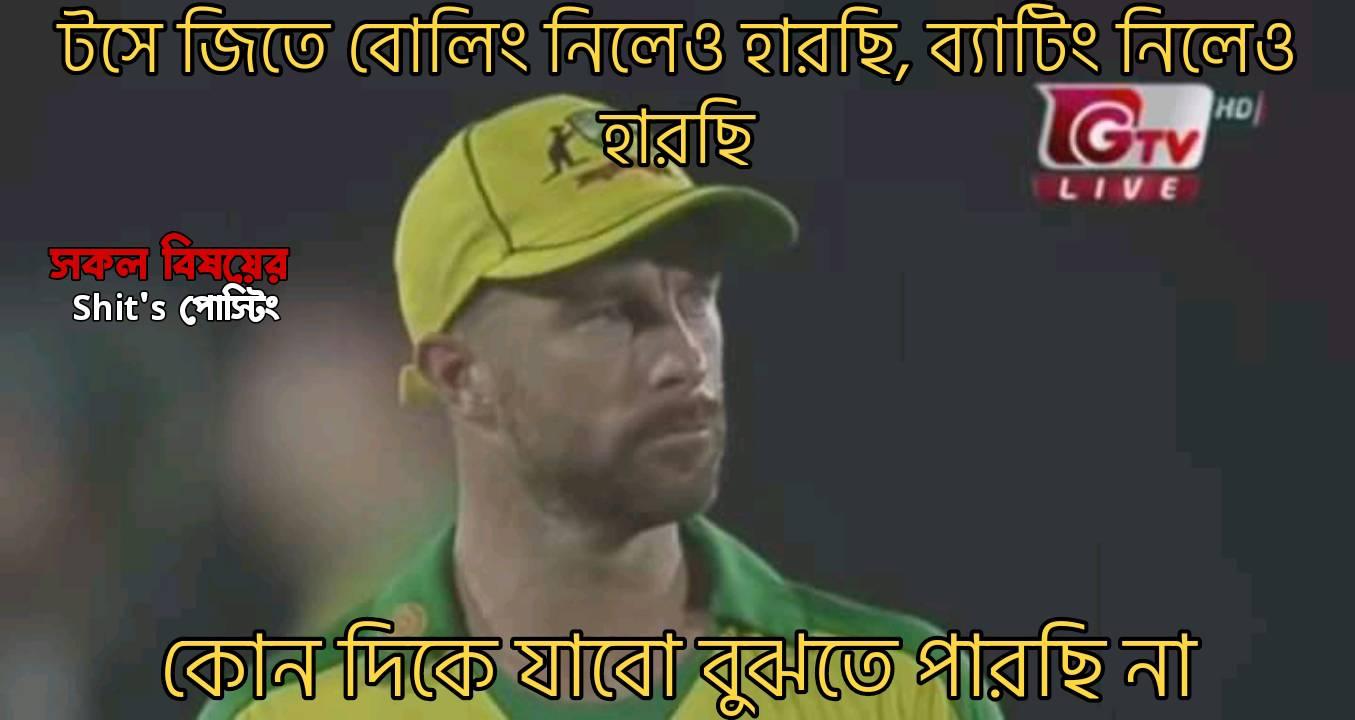 টসে জিতে বোলিং নিলেও হারছি, ব্যাটিং নিলেও
হারছি
GTV HD
LIVE
সকল বিষয়ের
Shit's পোস্টিং
কোন দিকে যাবো বুঝতে পারছি না